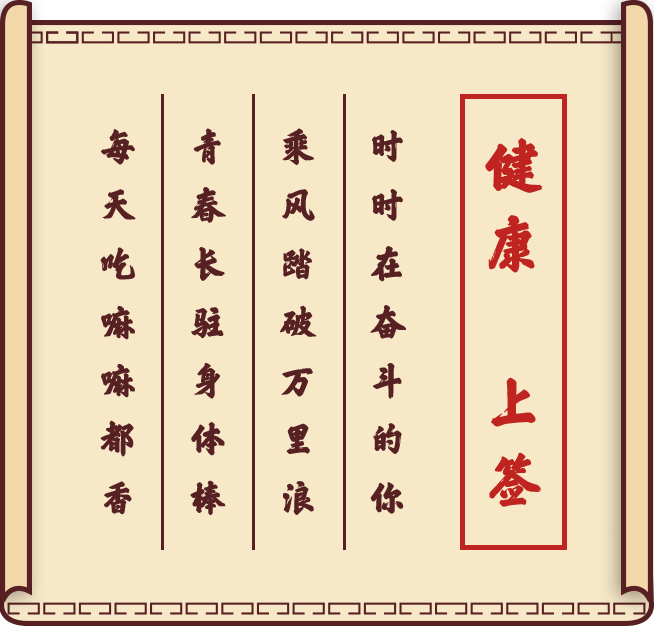 健康 上签
时时在奋斗的你
乘风踏破万里浪
青春长驻身体棒
每天吃嘛嘛都香